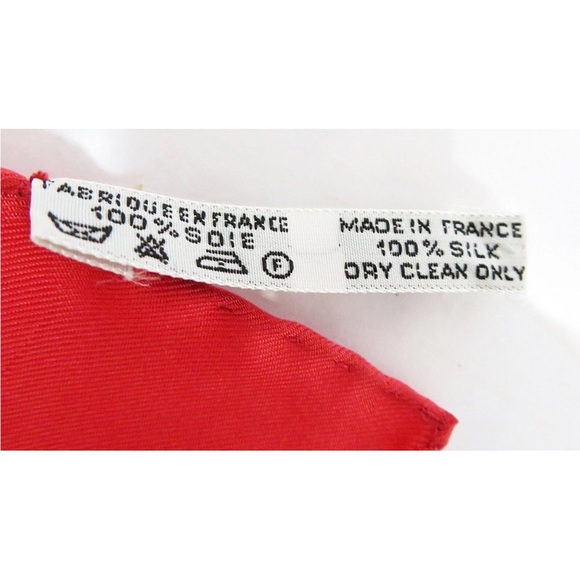 FABRIQUE EN FRANCE
100% SOIE
F
MADE IN FRANCE
100% SILK
DRY CLEAN ONLY